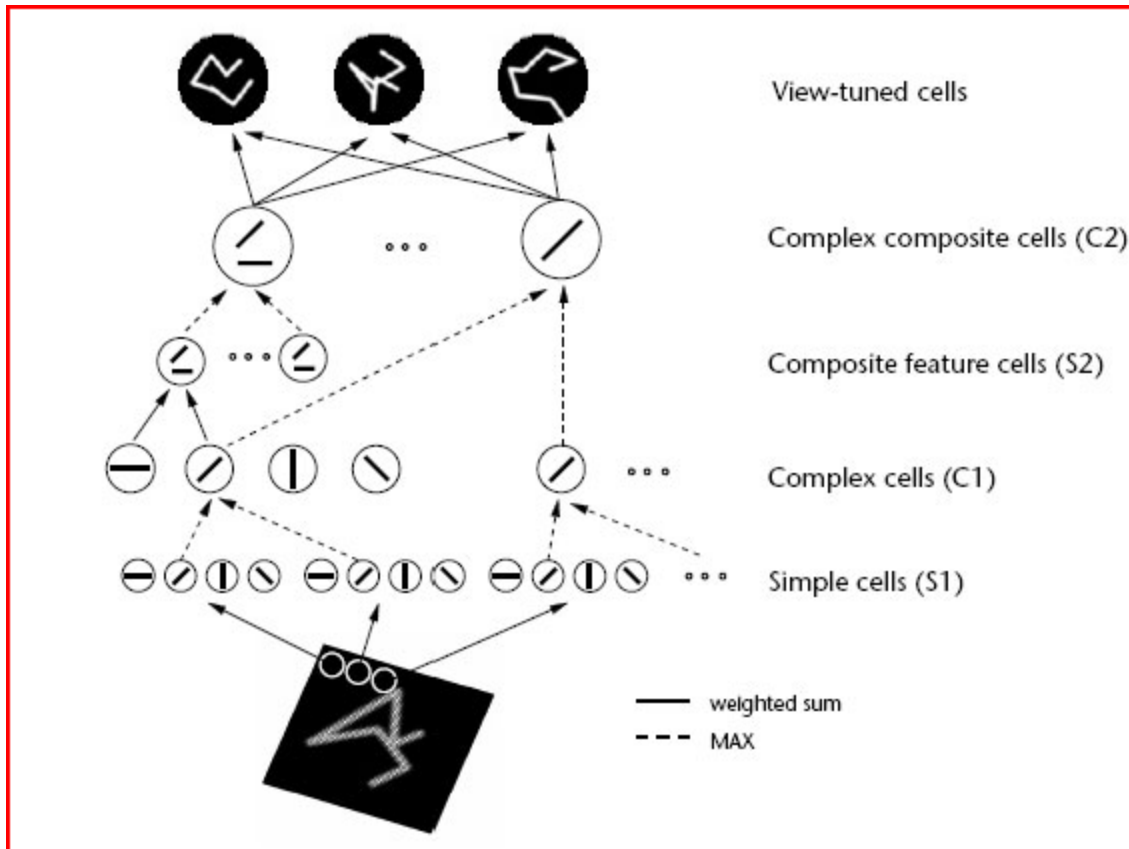 View-tuned cells
Complex composite cells (C2)
Composite feature cells (S2)
Complex cells (C1)
Simple cells (S1)
weighted sum
MAX